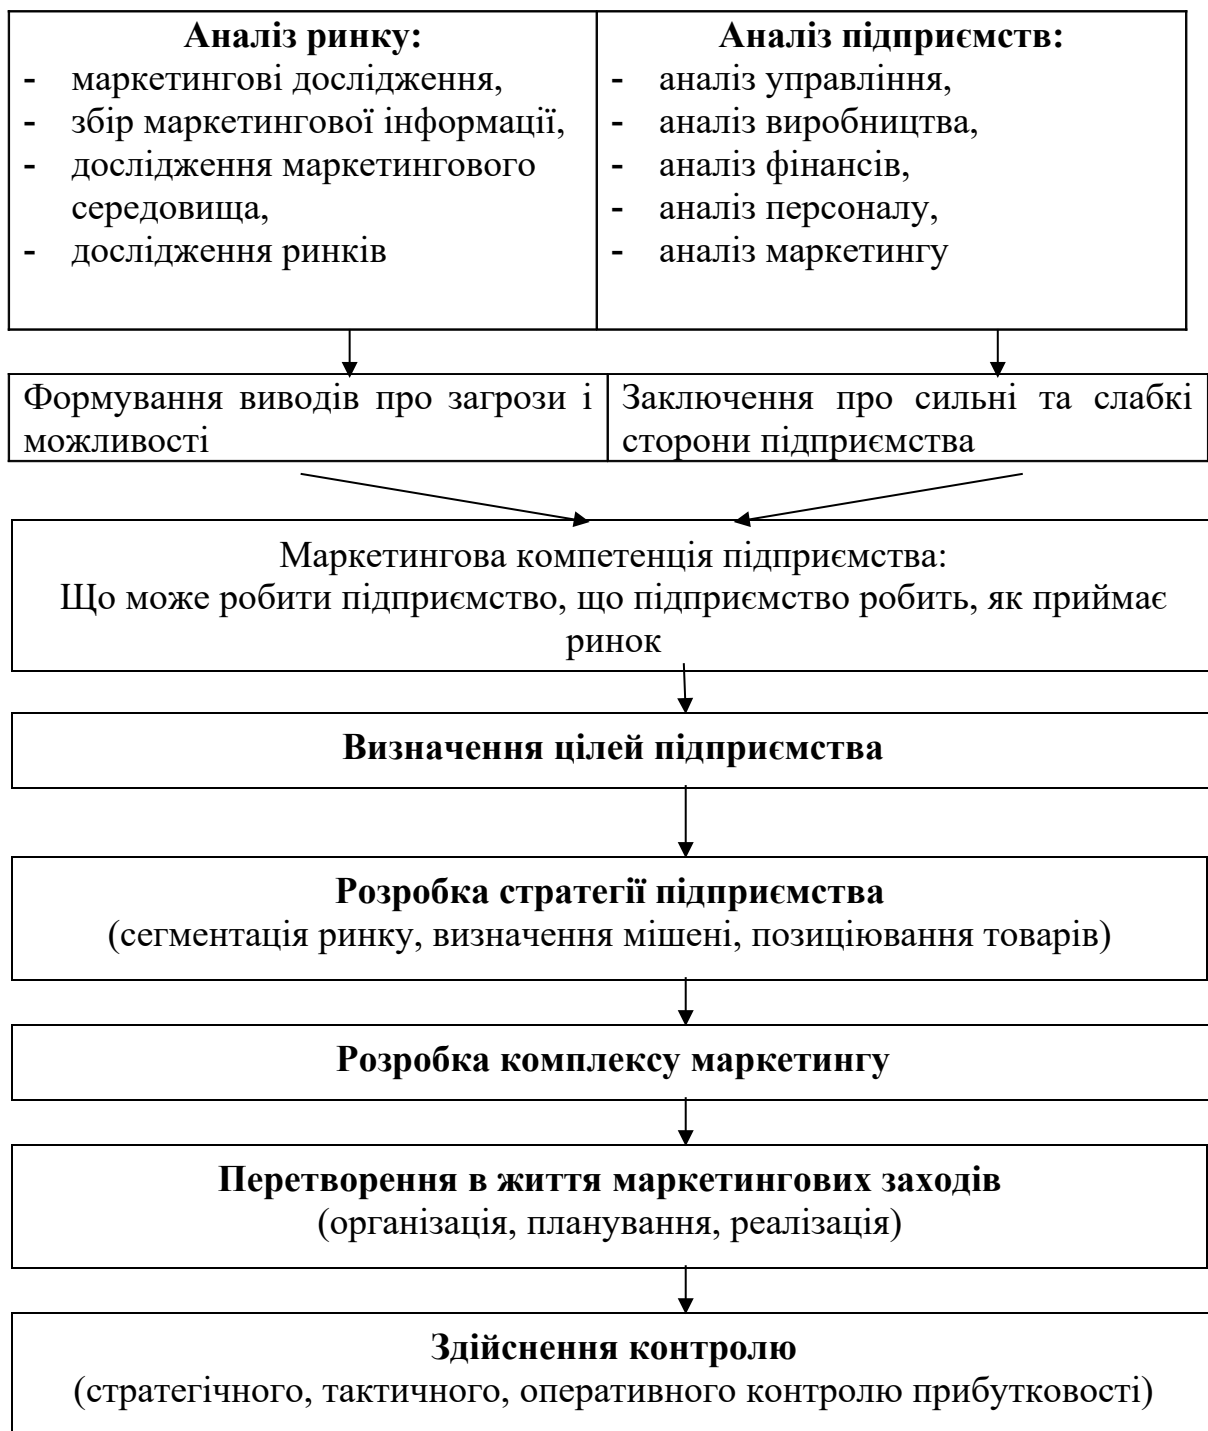 Аналіз ринку:
- маркетингові дослідження,
- збір маркетингової інформації,
- дослідження маркетингового
середовища,
- дослідження ринків
Аналіз підприємств:
- аналіз управління,
- аналіз виробництва,
- аналіз фінансів,
- аналіз персоналу,
- аналіз маркетингу
Формування виводів про загрози і
можливості
Заключення про сильні та слабкі
сторони підприємства
Маркетингова компетенція підприємства:
Що може робити підприємство, що підприємство робить, як приймає
ринок
Визначення цілей підприємства
Розробка стратегії підприємства
(сегментація ринку, визначення мішені, позиціювання товарів)
Розробка комплексу маркетингу
Перетворення в життя маркетингових заходів
(організація, планування, реалізація)
Здійснення контролю
(стратегічного, тактичного, оперативного контролю прибутковості)